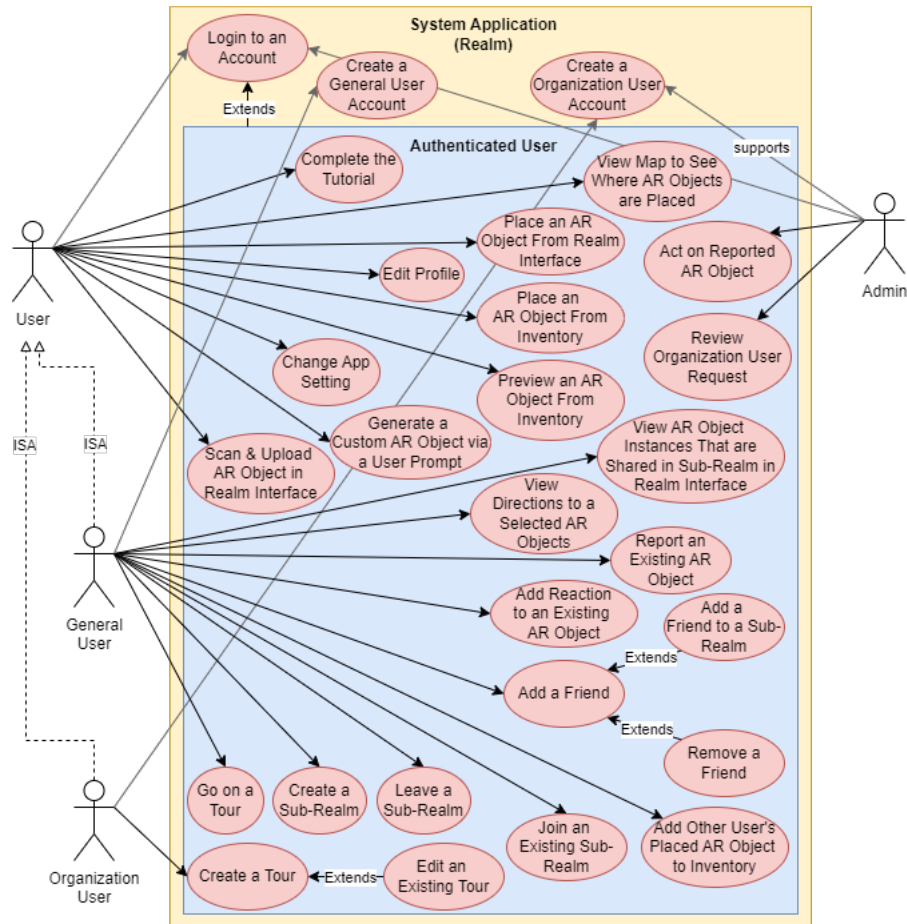 System Application
(Realm)
Login to an
Account
Create a
General User
Account
Create a
Organization User
Account
Extends
supports
Authenticated User
Complete the
Tutorial
View Map to See
Where AR Objects
are Placed
Place an AR
Object From Realm
Interface
Edit Profile
Act on Reported
AR Object
User
Admin
Place an
AR Object From
Inventory
Change App
Setting
Review
Organization User
Request
Preview an AR
Object From
Inventory
ISA
ISA
Generate a
Custom AR Object via
a User Prompt
Scan & Upload
AR Object in
Realm Interface
View AR Object
Instances That are
Shared in Sub-Realm in
Realm Interface
View
Directions to a
Selected AR
Objects
Report an
Existing AR
Object
General
User
Add Reaction
to an Existing
AR Object
Add a
Friend to a Sub-
Realm
Extends
Add a Friend
Extends
Remove a
Friend
Go on a
Tour
Create a
Sub-Realm
Leave a
Sub-Realm
Join an
Existing Sub-
Realm
Add Other User's
Placed AR Object
to Inventory
Organization
User
Create a Tour
Extends
Edit an
Existing Tour